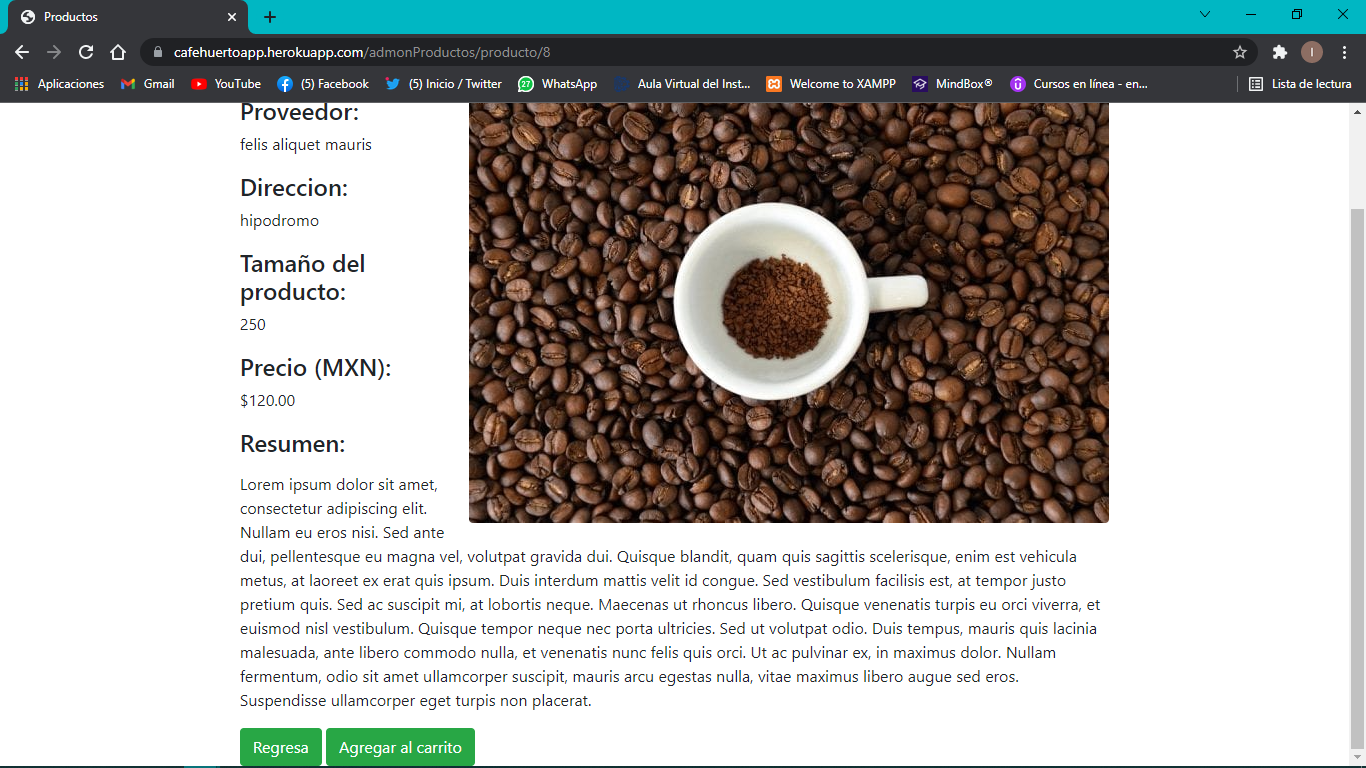 Productos
cafehuertoapp.herokuapp.com/admonProductos/producto/8
I
Aplicaciones
Gmail
YouTube
(5) Facebook
(5) Inicio / Twitter
27
WhatsApp
Aula Virtual del Inst...
Welcome to XAMPP
MindBox®
Cursos en línea - en...
Lista de lectura
Proveedor:
felis aliquet mauris
Direccion:
hipodromo
Tamaño del
producto:
250
Precio (MXN):
$120.00
Resumen:
Lorem ipsum dolor sit amet,
consectetur adipiscing elit.
Nullam eu eros nisi. Sed ante
dui, pellentesque eu magna vel, volutpat gravida dui. Quisque blandit, quam quis sagittis scelerisque, enim est vehicula
metus, at laoreet ex erat quis ipsum. Duis interdum mattis velit id congue. Sed vestibulum facilisis est, at tempor justo
pretium quis. Sed ac suscipit mi, at lobortis neque. Maecenas ut rhoncus libero. Quisque venenatis turpis eu orci viverra, et
euismod nisl vestibulum. Quisque tempor neque nec porta ultricies. Sed ut volutpat odio. Duis tempus, mauris quis lacinia
malesuada, ante libero commodo nulla, et venenatis nunc felis quis orci. Ut ac pulvinar ex, in maximus dolor. Nullam
fermentum, odio sit amet ullamcorper suscipit, mauris arcu egestas nulla, vitae maximus libero augue sed eros.
Suspendisse ullamcorper eget turpis non placerat.
Regresa
Agregar al carrito